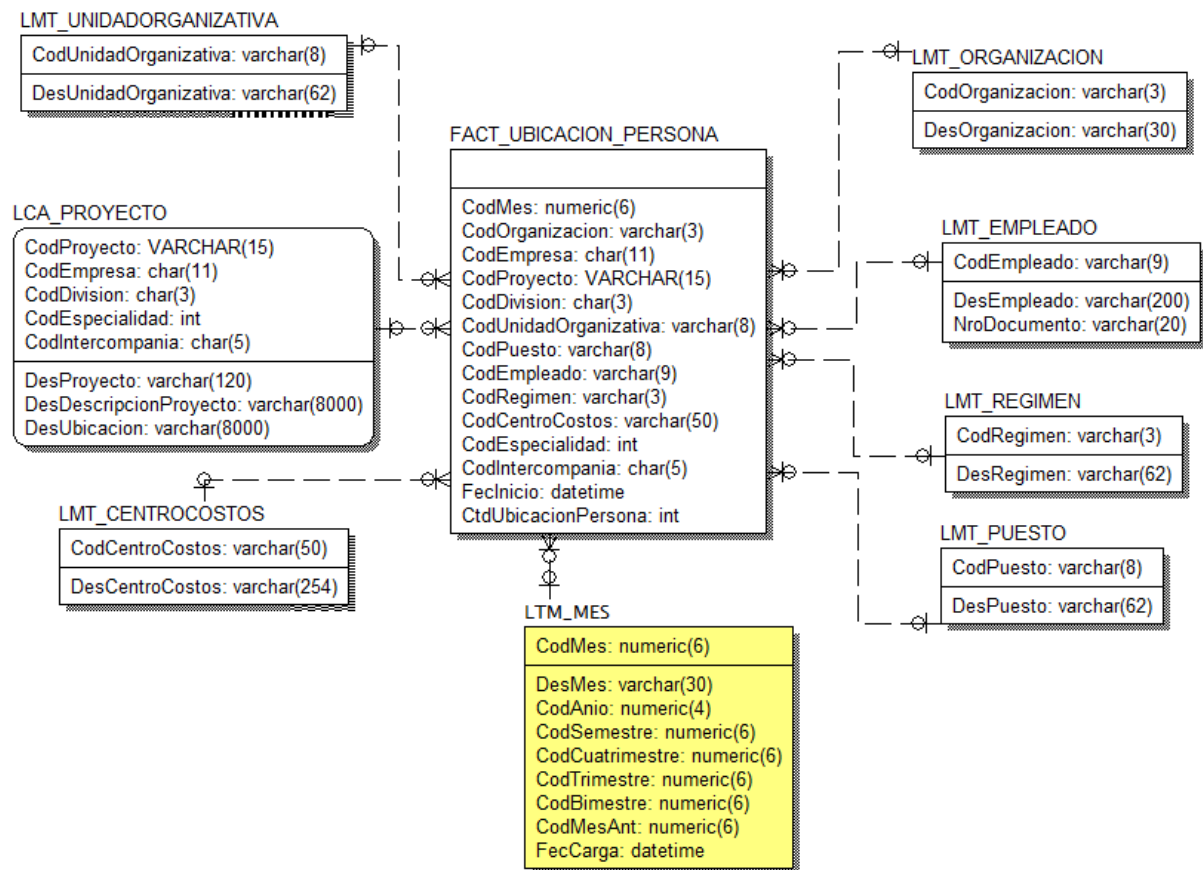 LMT_UNIDADORGANIZATIVA
CodUnidadOrganizativa: varchar(8)
DesUnidadOrganizativa: varchar(62)
LCA_PROYECTO
CodProyecto: VARCHAR(15)
CodEmpresa: char(11)
CodDivision: char(3)
CodEspecialidad: int
CodIntercompania: char(5)
DesProyecto: varchar(120)
DesDescripcionProyecto: varchar(8000)
DesUbicacion: varchar(8000)
LMT_CENTROCOSTOS
CodCentroCostos: varchar(50)
DesCentroCostos: varchar(254)
FACT_UBICACION_PERSONA
CodMes: numeric(6)
CodOrganizacion: varchar(3)
CodEmpresa: char(11)
CodProyecto: VARCHAR(15)
CodDivision: char(3)
CodUnidadOrganizativa: varchar(8)
CodPuesto: varchar(8)
CodEmpleado: varchar(9)
CodRegimen: varchar(3)
CodCentroCostos: varchar(50)
CodEspecialidad: int
CodIntercompania: char(5)
FecInicio: datetime
CtdUbicacionPersona: int
LTM_MES
CodMes: numeric(6)
DesMes: varchar(30)
CodAnio: numeric(4)
CodSemestre: numeric(6)
CodCuatrimestre: numeric(6)
CodTrimestre: numeric(6)
CodBimestre: numeric(6)
CodMesAnt: numeric(6)
FecCarga: datetime
LMT_ORGANIZACION
CodOrganizacion: varchar(3)
DesOrganizacion: varchar(30)
LMT_EMPLEADO
CodEmpleado: varchar(9)
DesEmpleado: varchar(200)
NroDocumento: varchar(20)
LMT_REGIMEN
CodRegimen: varchar(3)
DesRegimen: varchar(62)
LMT_PUESTO
CodPuesto: varchar(8)
DesPuesto: varchar(62)